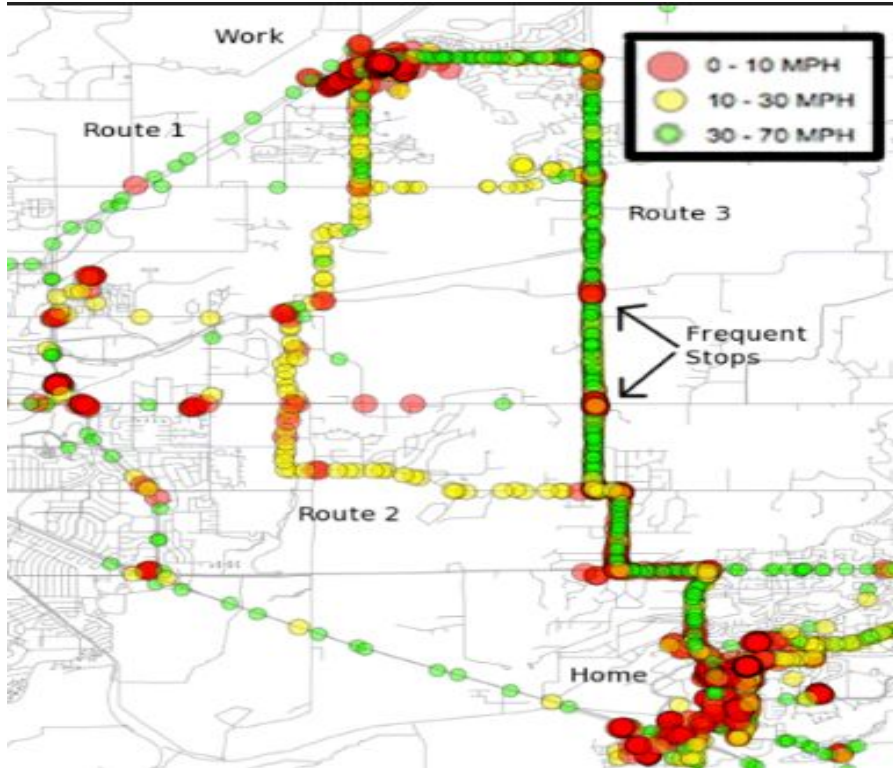 Work
0 - 10 MPH
10 - 30 MPH
30 - 70 MPH
Route 1
Route 3
Frequent
Stops
Route 2
Home